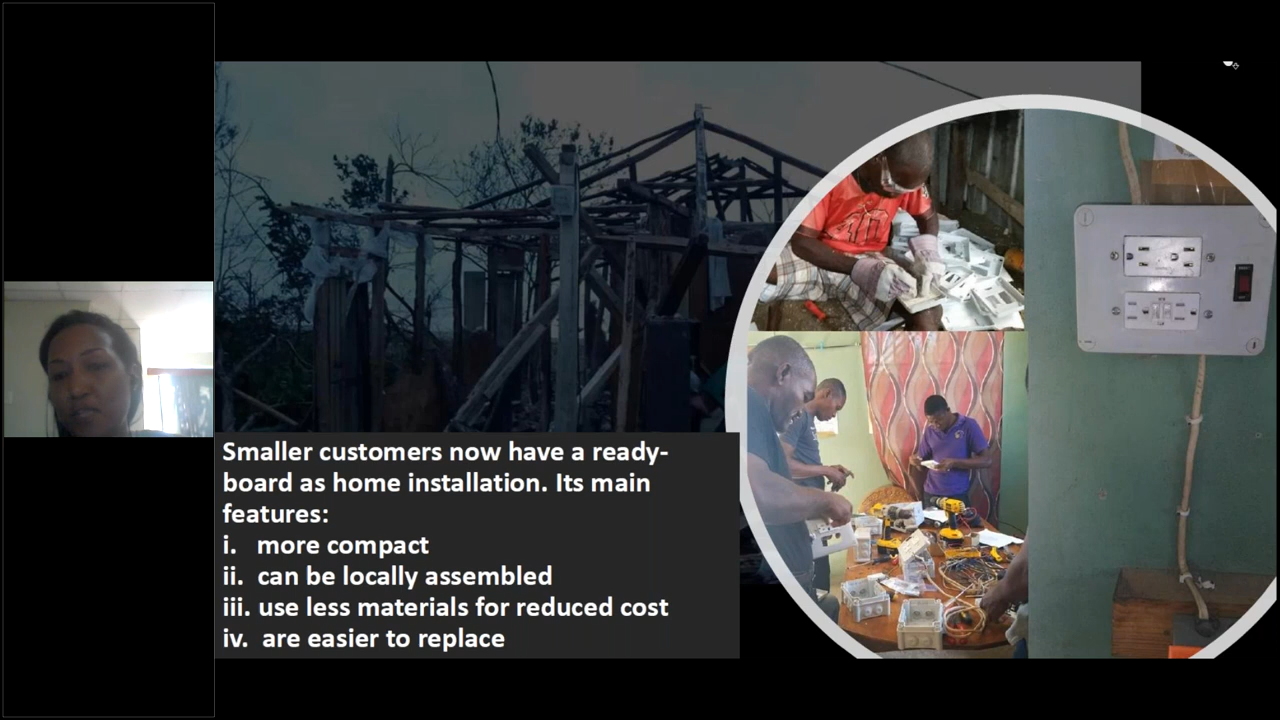 Smaller customers now have a ready-
board as home installation. Its main
features:
i. more compact
ii. can be locally assembled
iii. use less materials for reduced cost
iv. are easier to replace